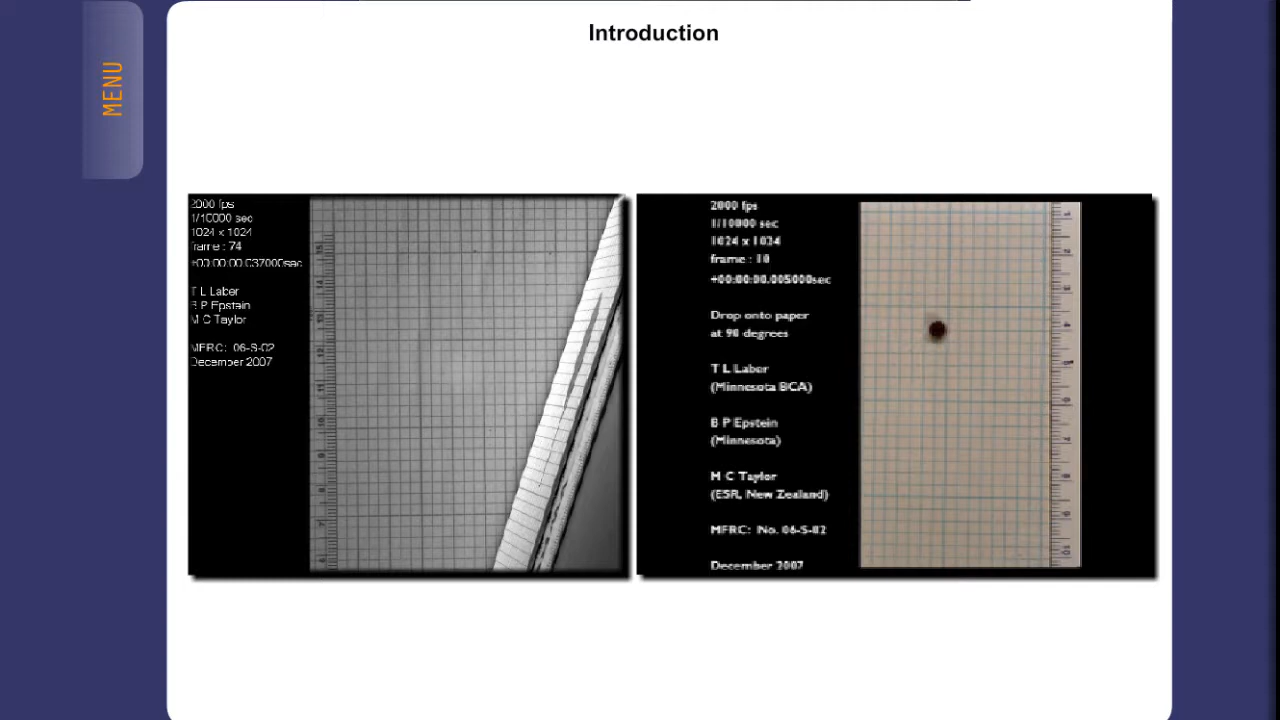 Introduction
MENU
2000 fps
1/10000 sec
1024 x 1024
frame : 74
+00:00:00.037000sec
T L Laber
B P Epstein
M C Taylor
MFRC: 06-S-02
December 2007
2000 fps
1/10000 sec
1024 x 1024
frame : 10
+00:00:00.005000sec
Drop onto paper
at 90 degrees
T L Laber
(Minnesota BCA)
B P Epstein
(Minnesota)
M C Taylor
(ESR, New Zealand)
MFRC: No. 06-S-02
December 2007